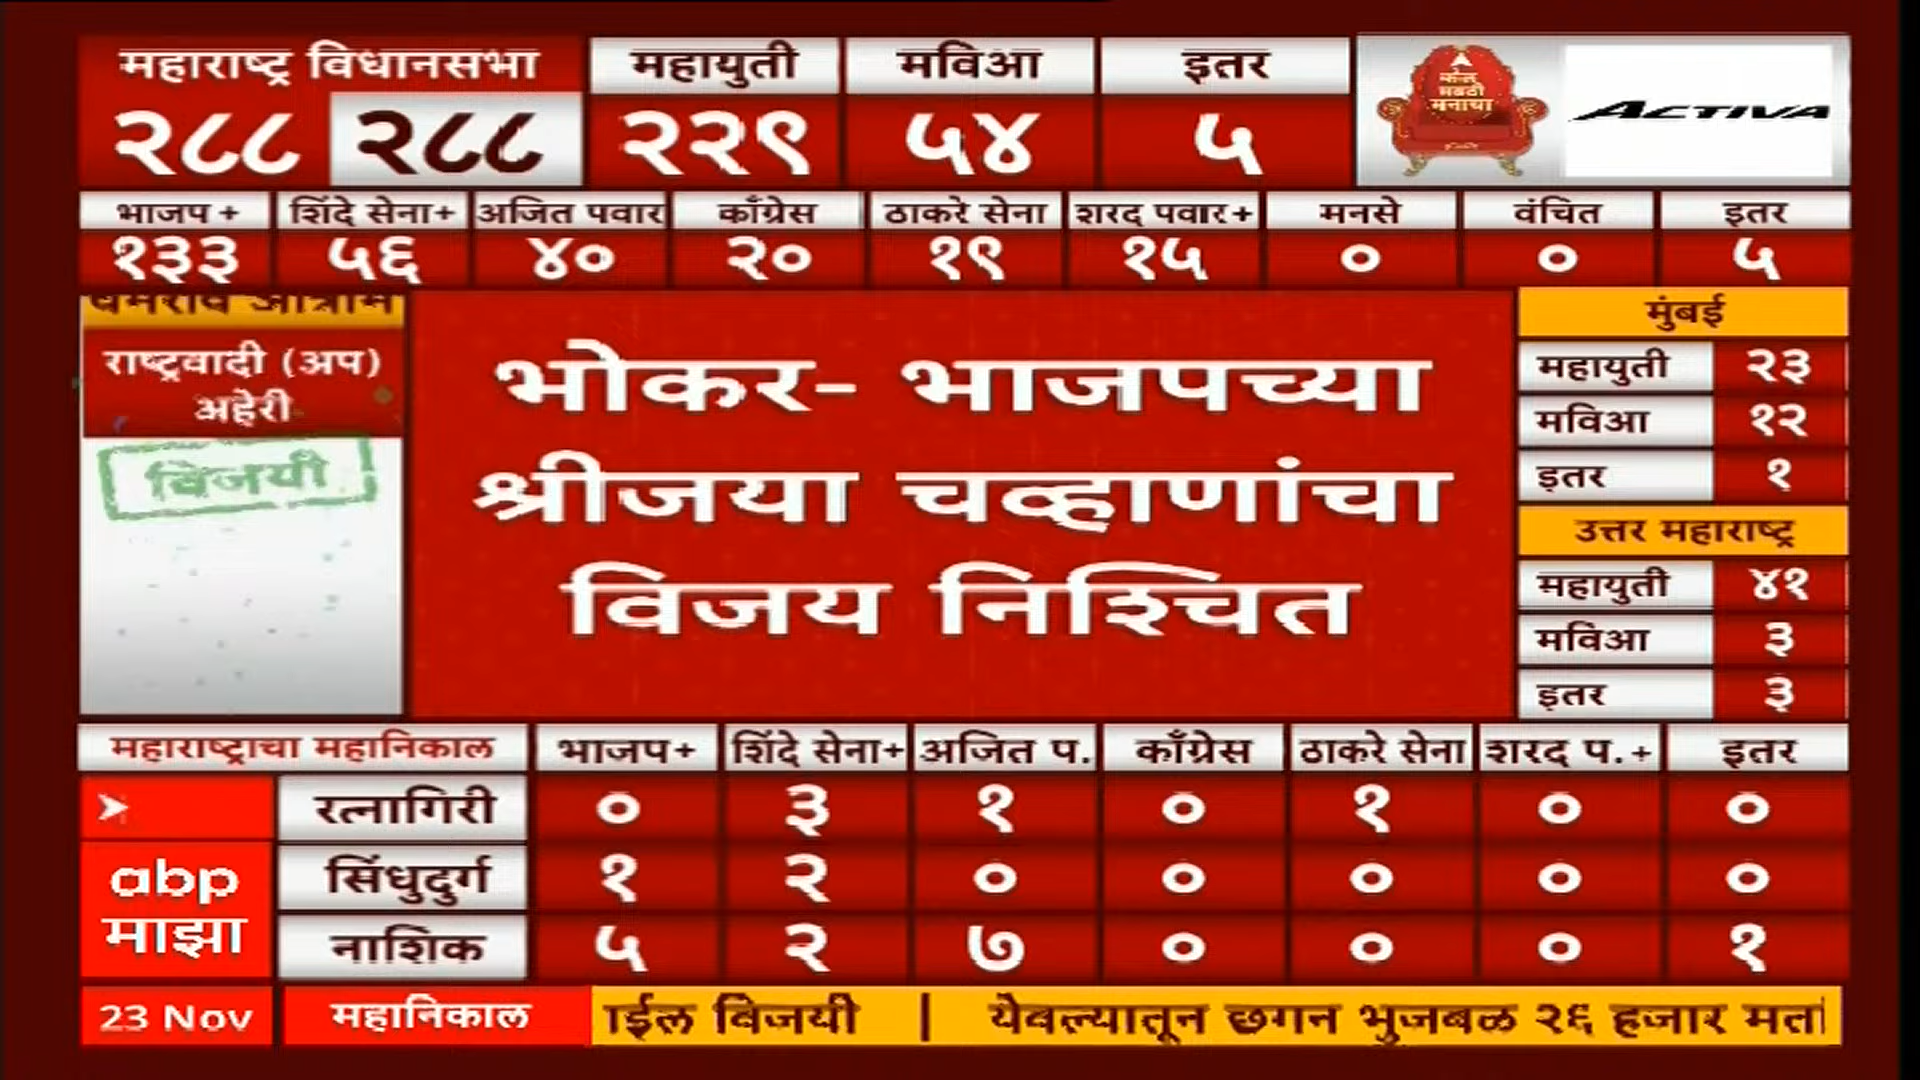 महाराष्ट्र विधानसभा
२८८ २८८
महायुती
२२९
मविआ
५४
इतर
५
ACTIVA
भाजप+ शिंदे सेना+ अजित पवार काँग्रेस ठाकरे सेना शरद पवार+ मनसे वंचित इतर
१३३ ५६ ४० २० १९ १५ ० ० ५
राष्ट्रवादी (अप)
अहेरी
विजयी
भोकर- भाजपच्या
श्रीजया चव्हाणांचा
विजय निश्चित
मुंबई
महायुती २३
मविआ १२
इतर १
उत्तर महाराष्ट्र
महायुती ४१
मविआ ३
इतर ३
महाराष्ट्राचा महानिकाल भाजप+ शिंदे सेना+ अजित प. काँग्रेस ठाकरे सेना शरद प.+ इतर
रत्नागिरी ० ३ १ ० १ ० ०
सिंधुदुर्ग १ २ ० ० ० ० ०
नाशिक ५ २ ७ ० ० ० १
abp
माझा
23 Nov महानिकाल विजयी | येवल्यातून छगन भुजबळ २६ हजार